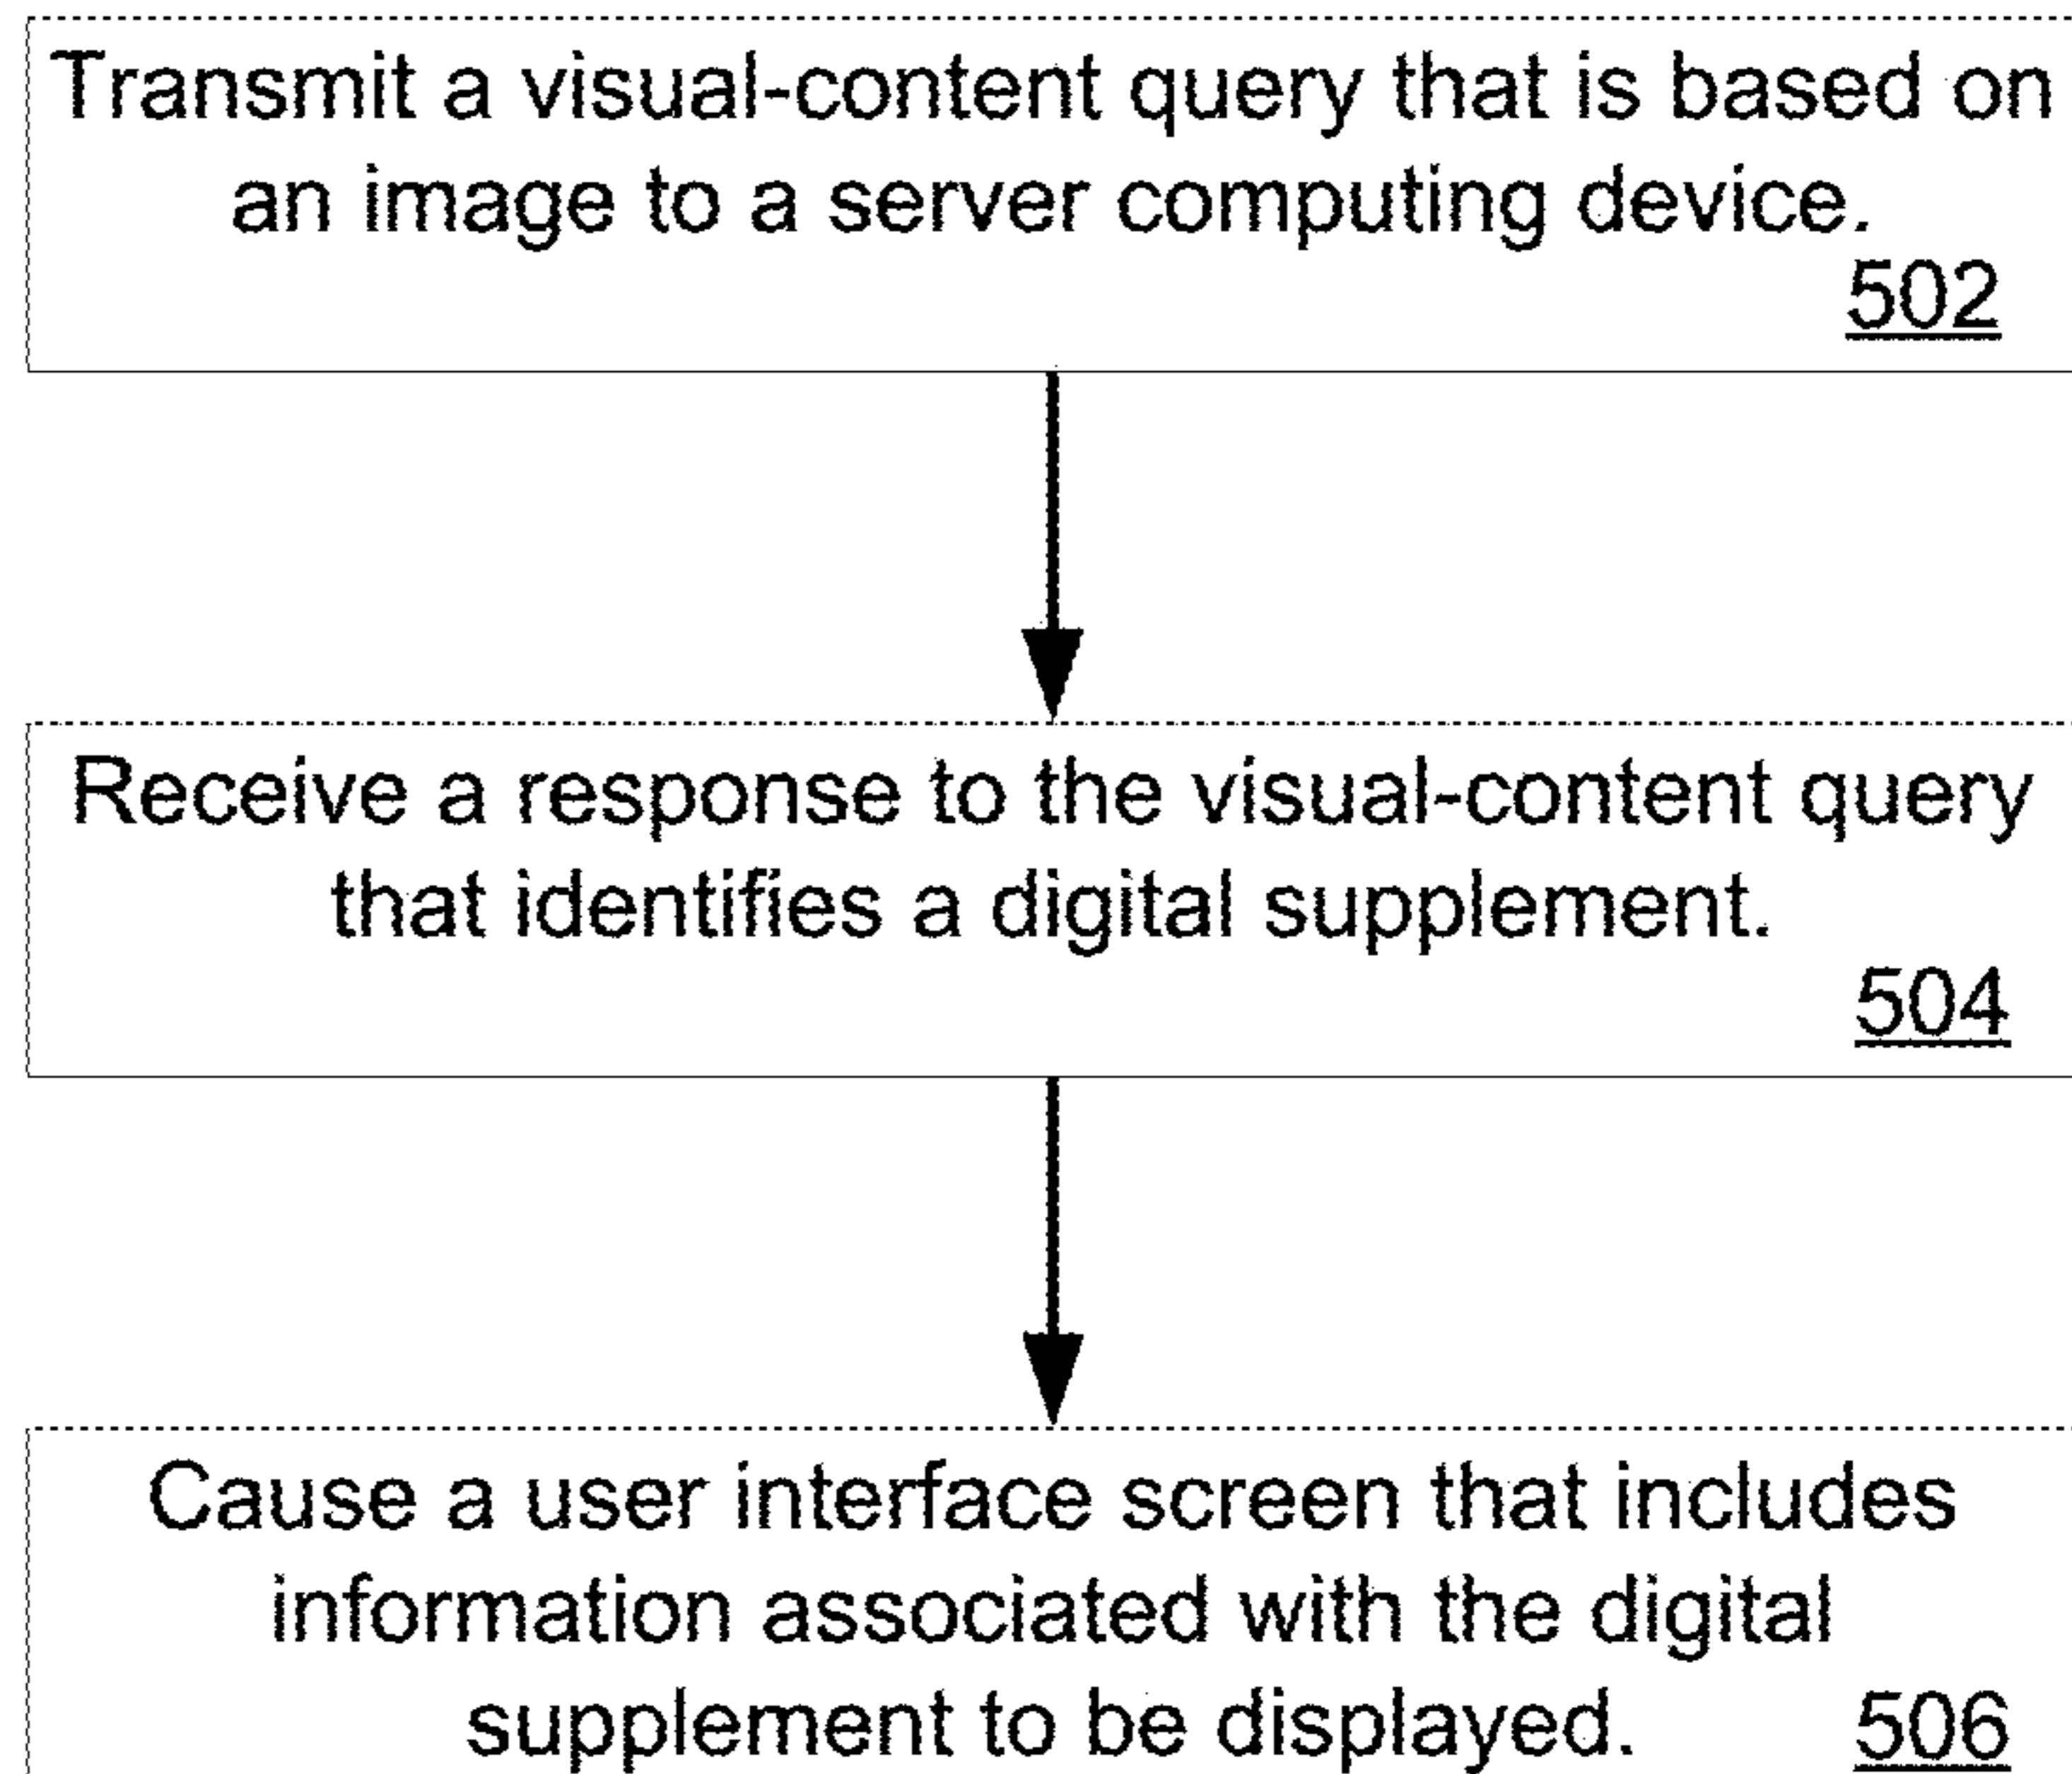 Transmit a visual-content query that is based on
an image to a server computing device.
502
Receive a response to the visual-content query
that identifies a digital supplement.
504
Cause a user interface screen that includes
information associated with the digital
supplement to be displayed. 506